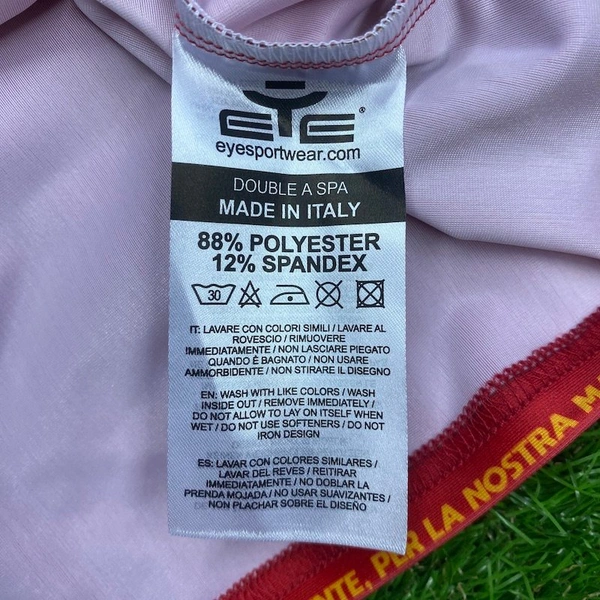 EYE®
eyesportwear.com
DOUBLE A SPA
MADE IN ITALY
88% POLYESTER
12% SPANDEX
30
IT: LAVARE CON COLORI SIMILI / LAVARE AL
ROVESCIO / RIMUOVERE
IMMEDIATAMENTE / NON LASCIARE PIEGATO
QUANDO È BAGNATO / NON USARE
AMMORBIDENTE / NON STIRARE IL DISEGNO
EN: WASH WITH LIKE COLORS / WASH
INSIDE OUT / REMOVE IMMEDIATELY /
DO NOT ALLOW TO LAY ON ITSELF WHEN
WET / DO NOT USE SOFTENERS / DO NOT
IRON DESIGN
ES: LAVAR CON COLORES SIMILARES /
LAVAR DEL REVES / REITIRAR
IMMEDIATAMENTE / NO DOBLAR LA
PRENDA MOJADA / NO USAR SUAVIZANTES /
NON PLACHAR SOBRE EL DISEÑO
NTE, PER LA NOSTRA M